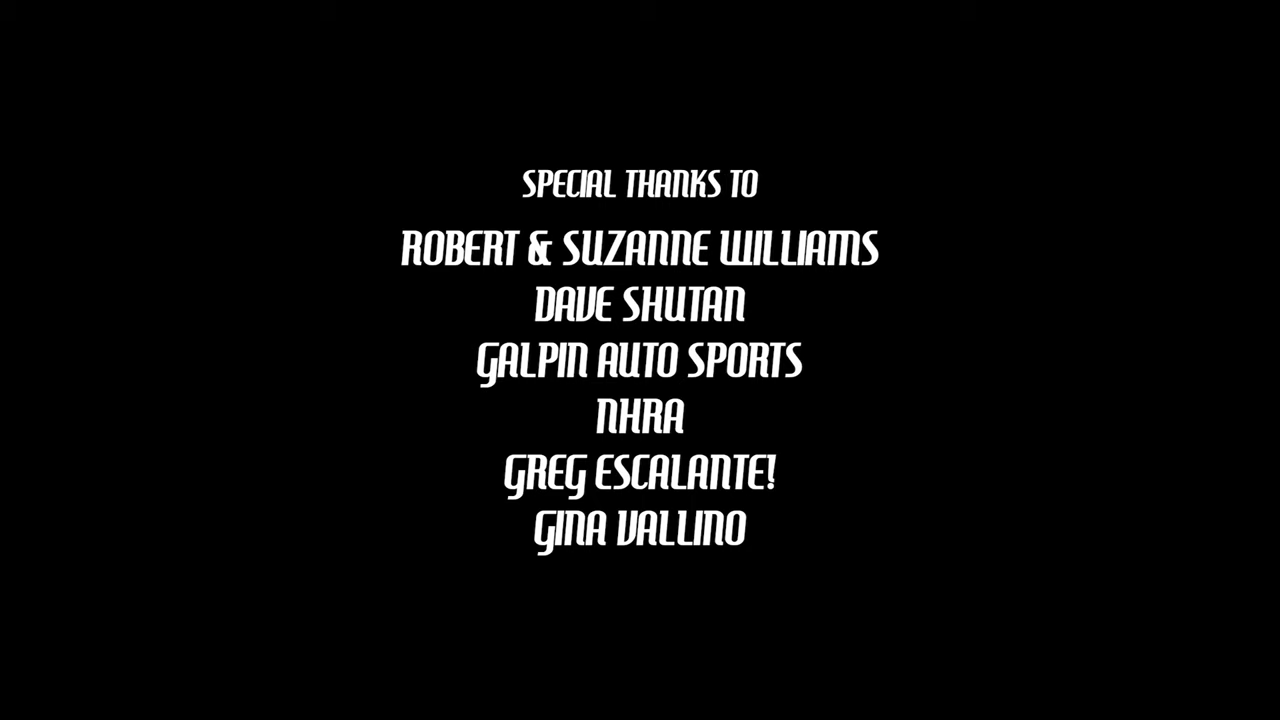 SPECIAL THANKS TO
ROBERT & SUZANNE WILLIAMS
DAVE SHUTAN
GALPIN AUTO SPORTS
NHRA
GREG ESCALANTE!
GINA VALLINO